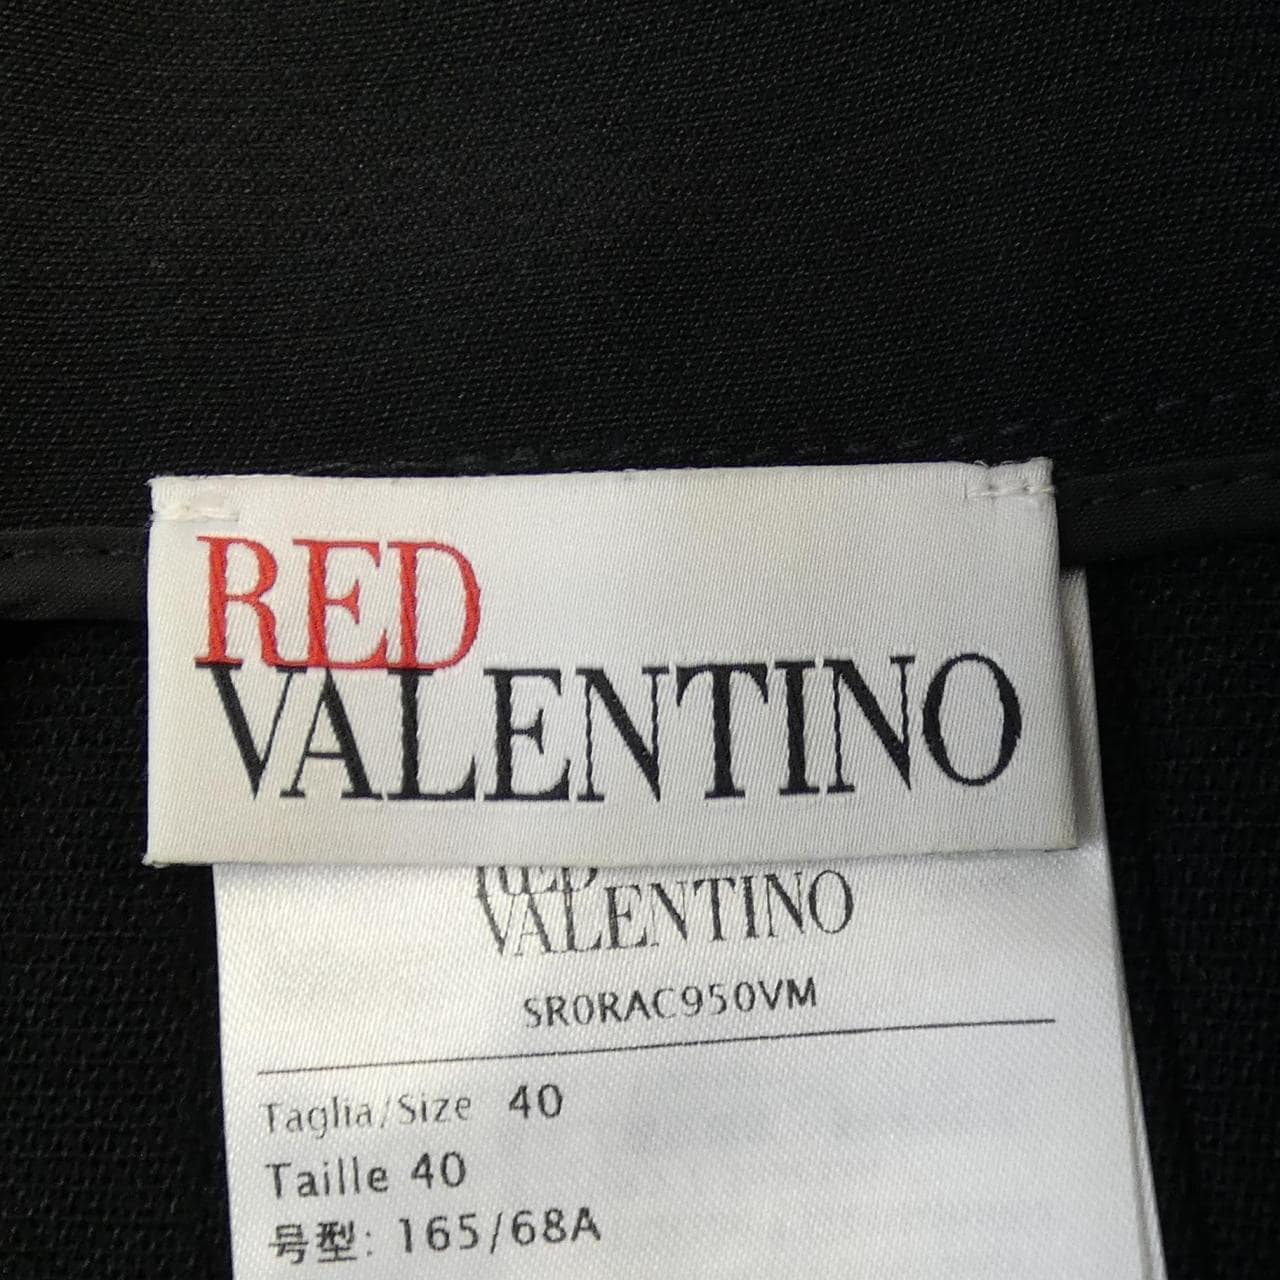 RED
VALENTINO
RED
VALENTINO
SR0RAC950VM
Taglia/Size 40
Taille 40
号型: 165/68A